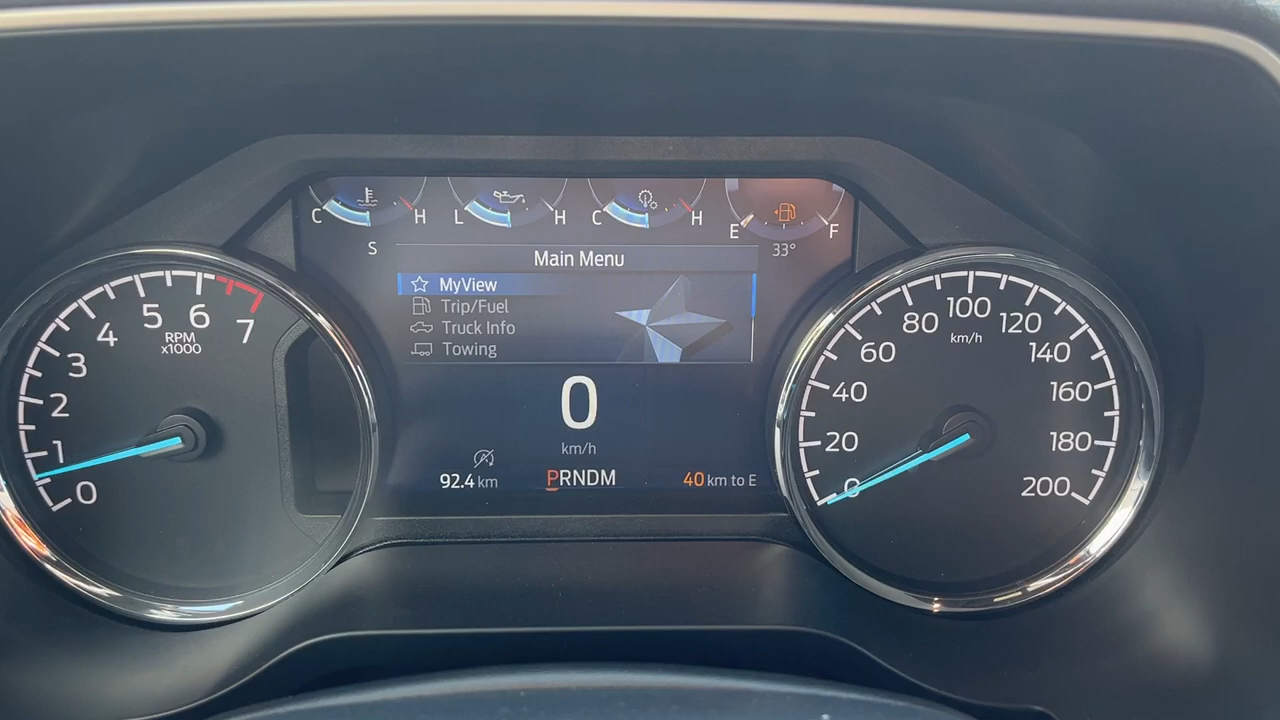 C H L H C H E F
S 33°
Main Menu
MyView
Trip/Fuel
Truck Info
Towing
0
km/h
92.4 km PRNDM 40 km to E
0 1 2 3 4 5 6 7
RPM
x1000
0 20 40 60 80 100 120 140 160 180 200
km/h